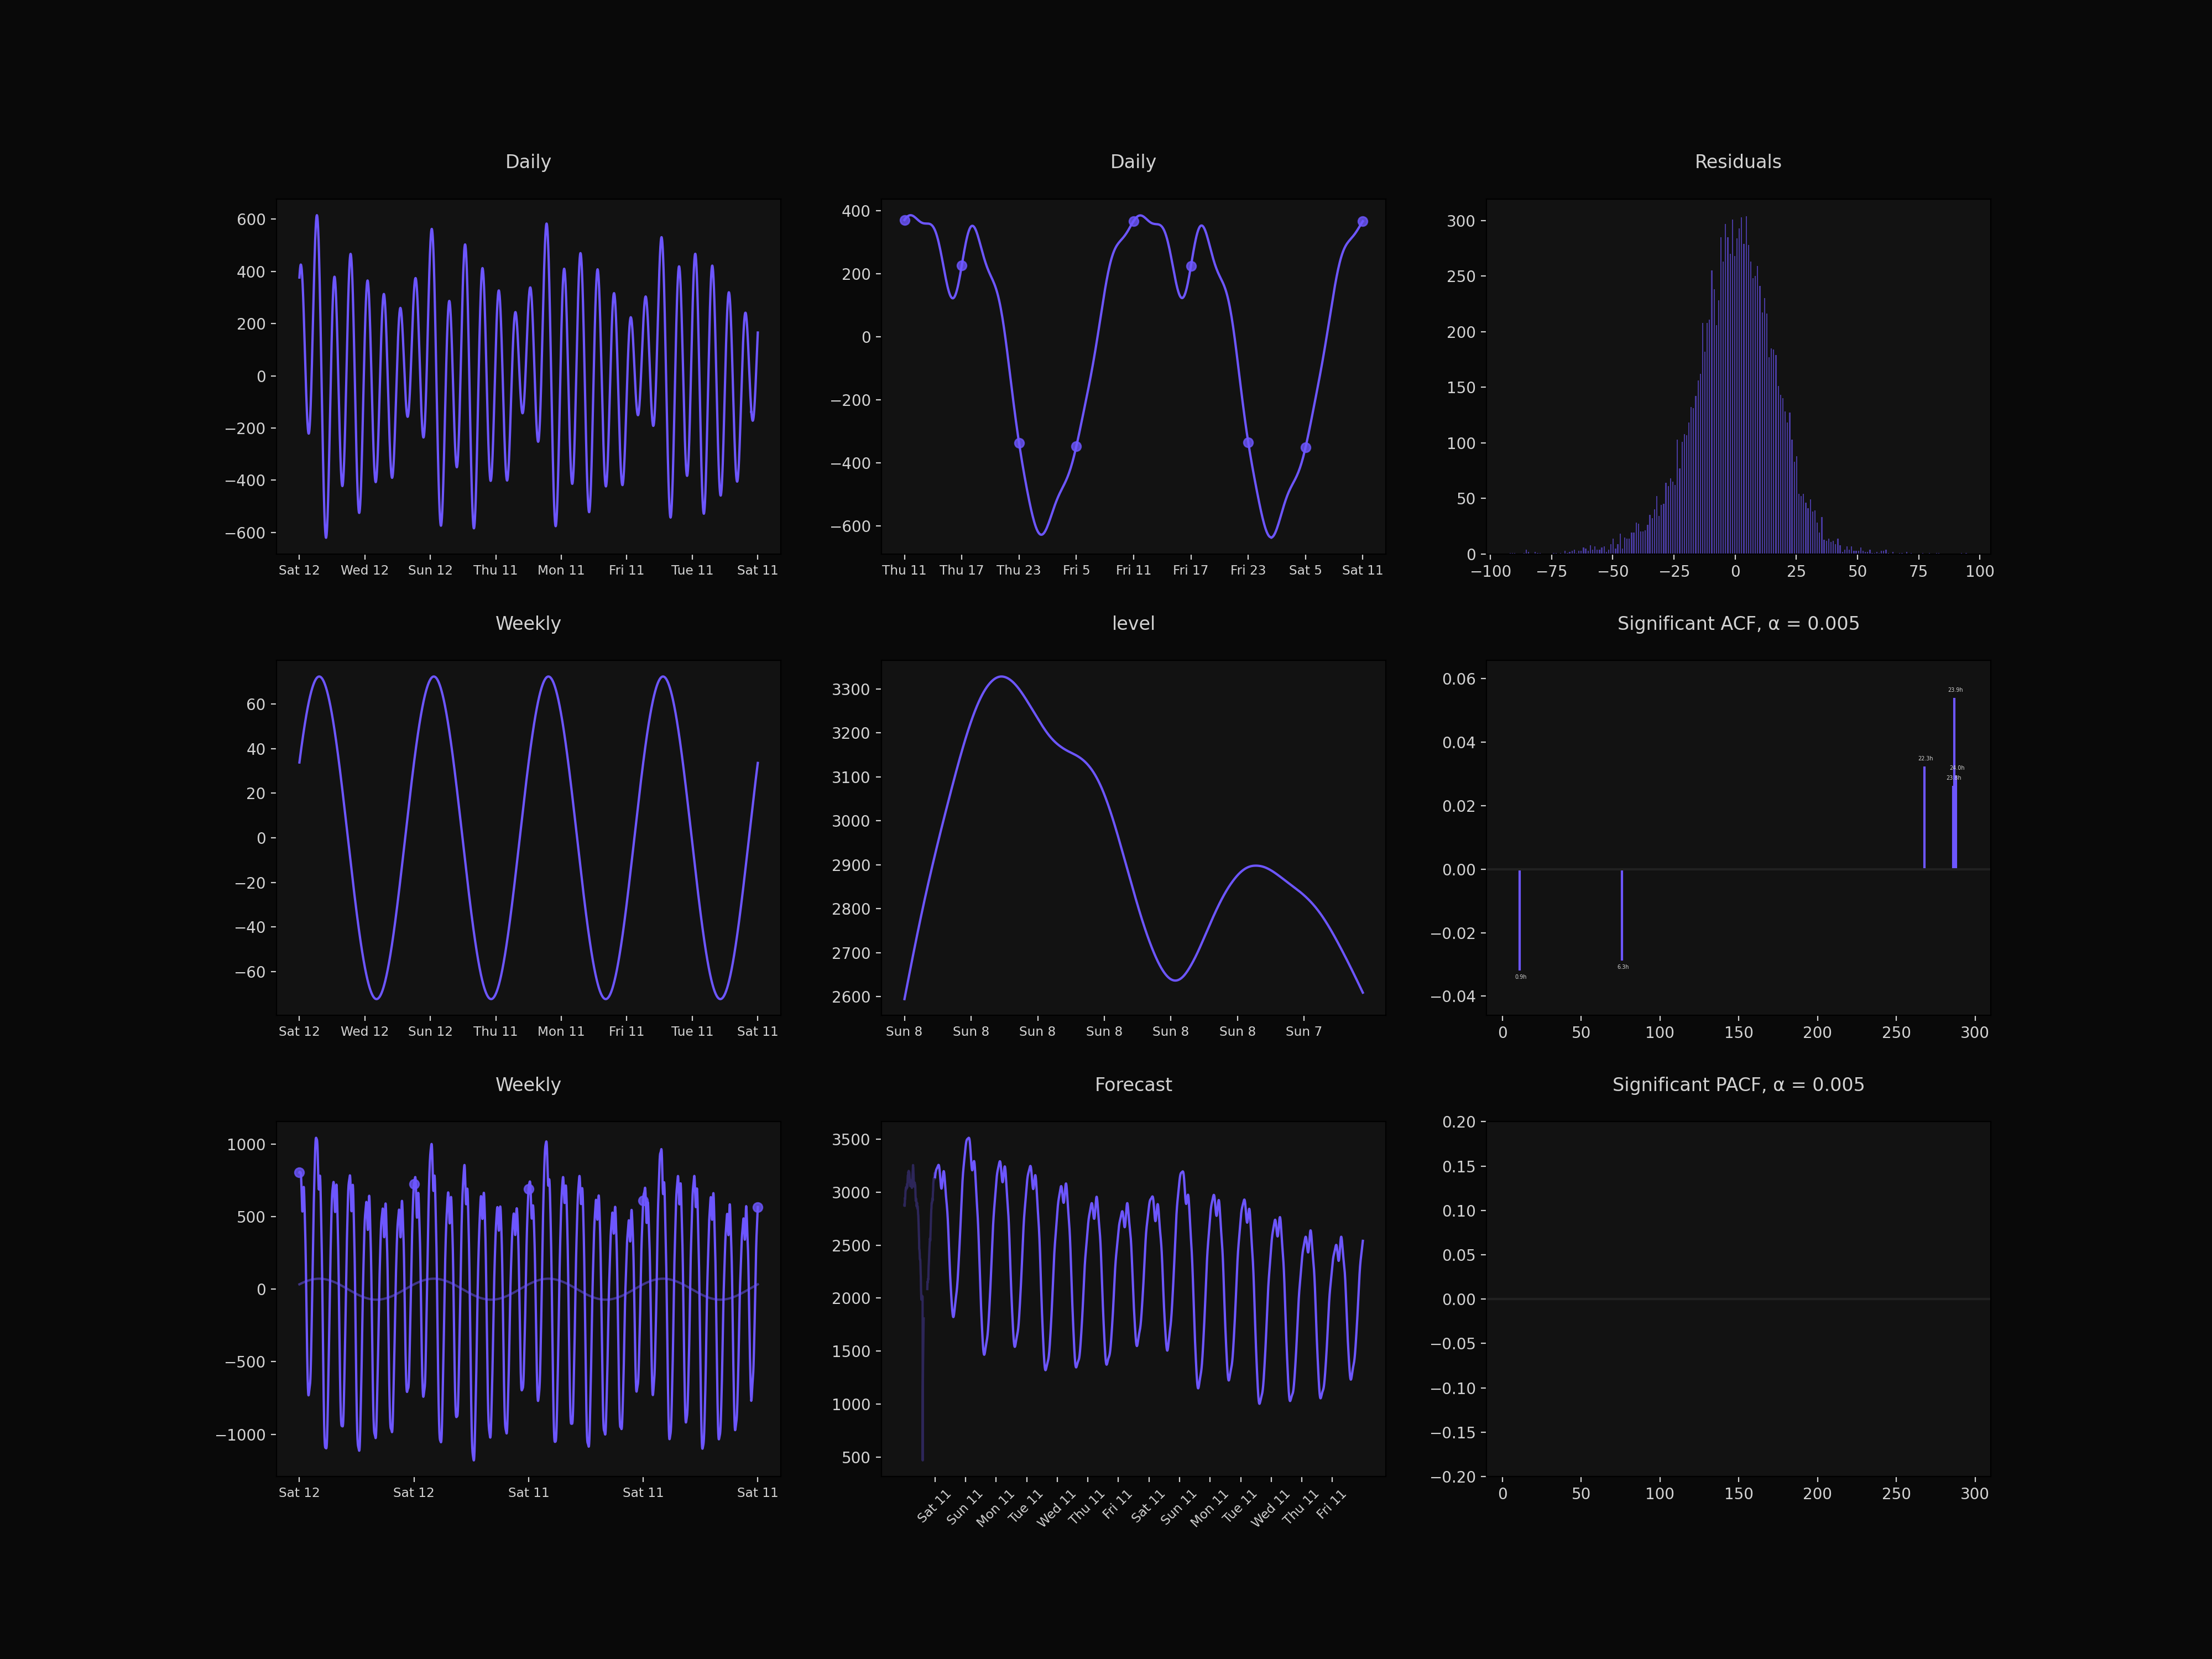 Daily
600
400
200
0
−200
−400
−600
Sat 12 Wed 12 Sun 12 Thu 11 Mon 11 Fri 11 Tue 11 Sat 11
Daily
400
200
0
−200
−400
−600
Thu 11 Thu 17 Thu 23 Fri 5 Fri 11 Fri 17 Fri 23 Sat 5 Sat 11
Residuals
300
250
200
150
100
50
0
−100 −75 −50 −25 0 25 50 75 100
Weekly
60
40
20
0
−20
−40
−60
Sat 12 Wed 12 Sun 12 Thu 11 Mon 11 Fri 11 Tue 11 Sat 11
level
3300
3200
3100
3000
2900
2800
2700
2600
Sun 8 Sun 8 Sun 8 Sun 8 Sun 8 Sun 8 Sun 7
Significant ACF, α = 0.005
0.06
0.04
0.02
0.00
−0.02
−0.04
23.9h
22.3h
24.0h
0.9h
6.3h
0 50 100 150 200 250 300
Weekly
1000
500
0
−500
−1000
Sat 12 Sat 12 Sat 11 Sat 11 Sat 11
Forecast
3500
3000
2500
2000
1500
1000
500
Sat 11 Sun 11 Mon 11 Tue 11 Wed 11 Thu 11 Fri 11 Sat 11 Sun 11 Mon 11 Tue 11 Wed 11 Thu 11 Fri 11
Significant PACF, α = 0.005
0.20
0.15
0.10
0.05
0.00
−0.05
−0.10
−0.15
−0.20
0 50 100 150 200 250 300